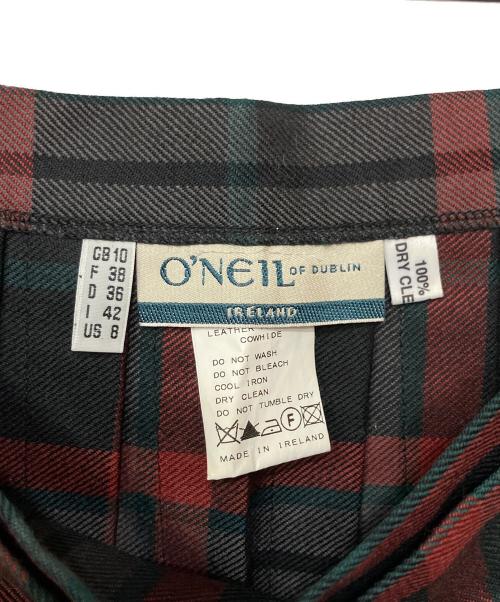 GB 10
F 38
D 36
I 42
US 8
O'NEIL OF DUBLIN
IRELAND
100%
DRY CLE
LEATHER
COWHIDE
DO NOT WASH
DO NOT BLEACH
COOL IRON
DRY CLEAN
DO NOT TUMBLE DRY
F
MADE IN IRELAND